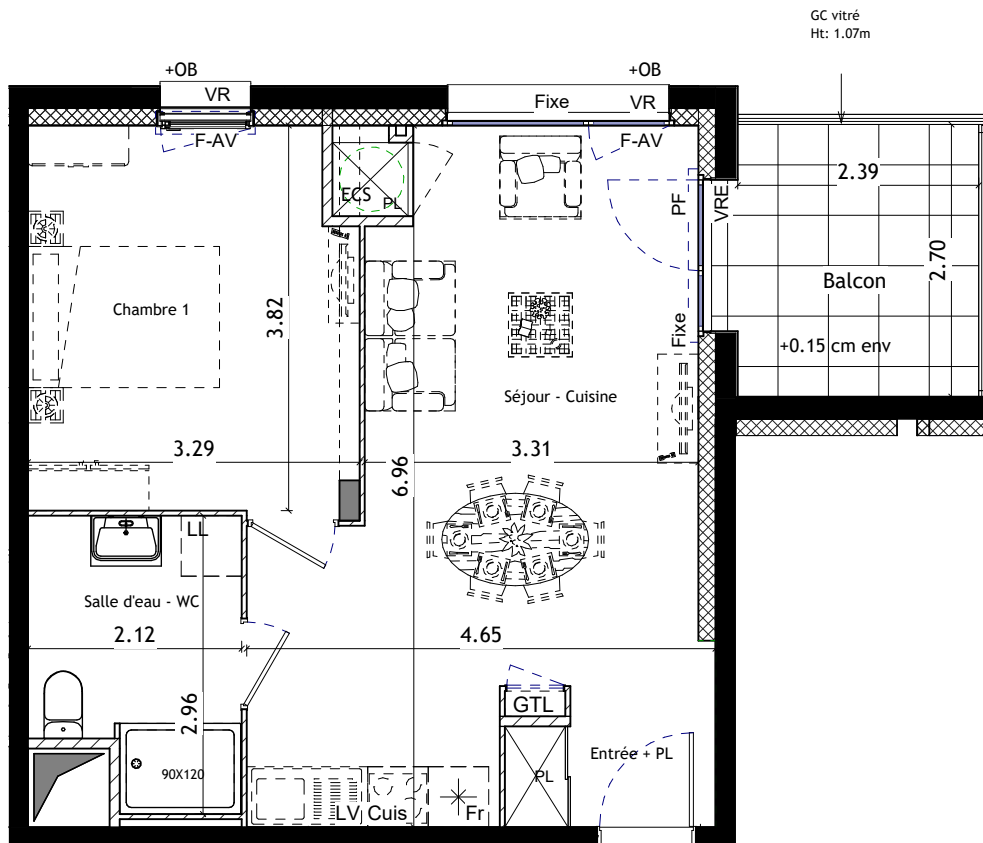 GC vitré
Ht: 1.07m
+OB
+OB
VR
Fixe
VR
F-AV
F-AV
ECS
PL
PF
VRE
2.39
2.70
Balcon
Chambre 1
3.82
Fixe
+0.15 cm env
Séjour - Cuisine
3.29
6.96
3.31
LL
Salle d'eau - WC
2.12
4.65
2.96
GTL
Entrée + PL
90X120
PL
LV
Cuis
Fr